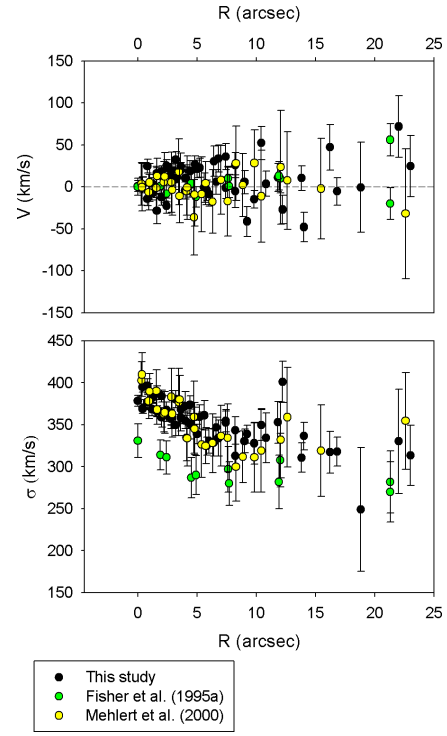 R (arcsec)
0 5 10 15 20 25
150
100
50
0
-50
-100
-150
V (km/s)
450
400
350
300
250
200
150
σ (km/s)
0 5 10 15 20 25
R (arcsec)
This study
Fisher et al. (1995a)
Mehlert et al. (2000)